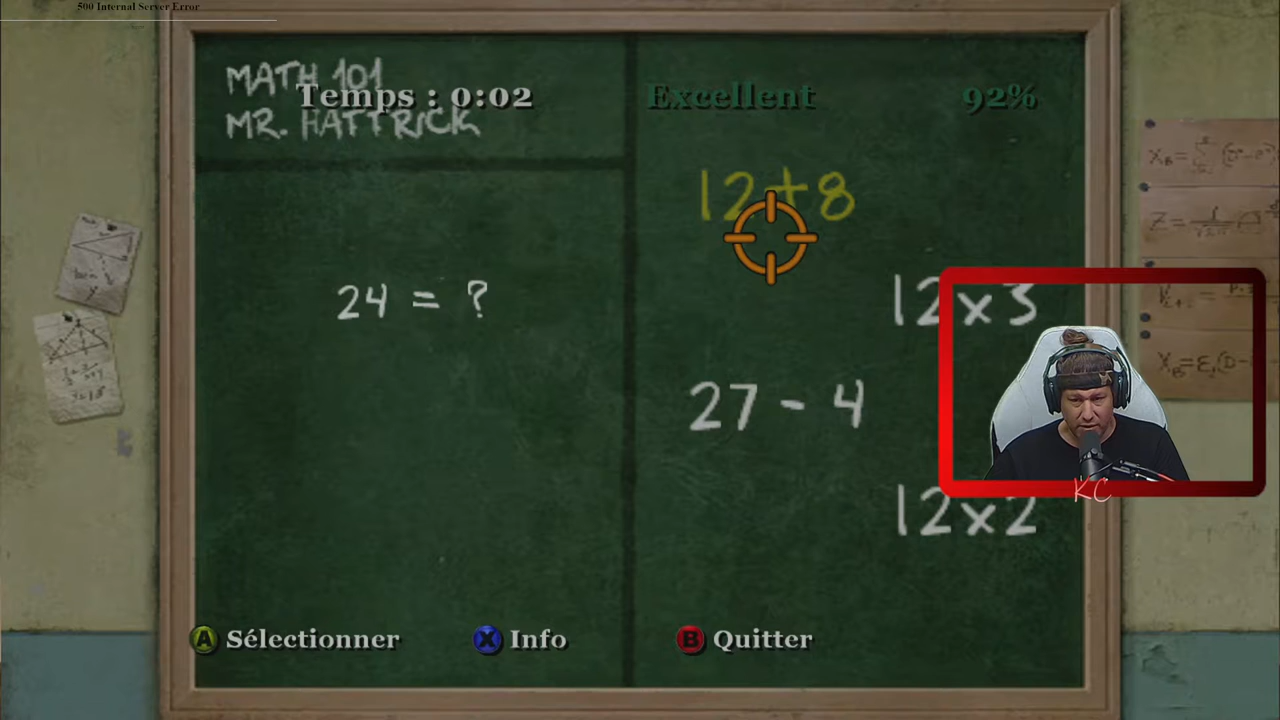 500 Internal Server Error
MATH 101
Temps : 0:02
Excellent
92%
MR. HATTRICK
12+8
24 = ?
12x3
27 - 4
KC
12x2
A Sélectionner
X Info
B Quitter